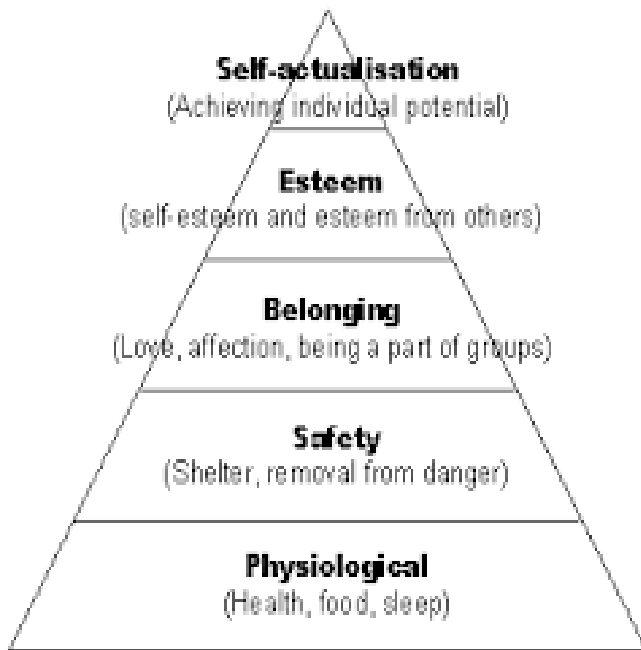 Self-actualisation
(Achieving individual potential)
Esteem
(self-esteem and esteem from others)
Belonging
(Love, affection, being a part of groups)
Safety
(Shelter, removal from danger)
Physiological
(Health, food, sleep)